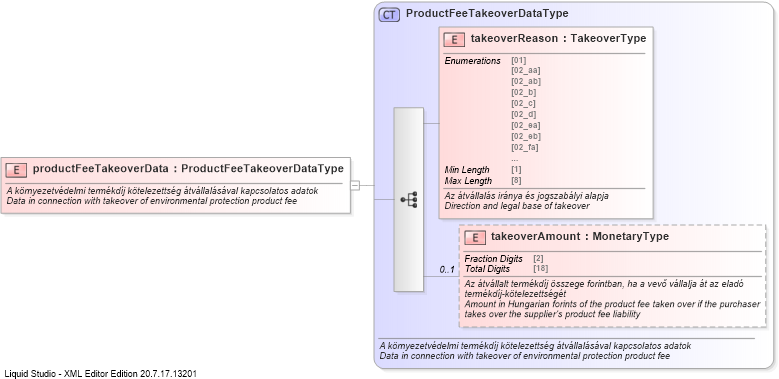 CT ProductFeeTakeoverDataType
E takeoverReason : TakeoverType
Enumerations [01]
[02_aa]
[02_ab]
[02_b]
[02_c]
[02_d]
[02_ea]
[02_eb]
[02_fa]
...
Min Length [1]
Max Length [8]
Az átvállalás iránya és jogszabályi alapja
Direction and legal base of takeover
E productFeeTakeoverData : ProductFeeTakeoverDataType
A környezetvédelmi termékdíj kötelezettség átvállalásával kapcsolatos adatok
Data in connection with takeover of environmental protection product fee
E takeoverAmount : MonetaryType
Fraction Digits [2]
0..1 Total Digits [18]
Az átvállalt termékdíj összege forintban, ha a vevő vállalja át az eladó
termékdíj-kötelezettségét
Amount in Hungarian forints of the product fee taken over if the purchaser
takes over the supplier's product fee liability
A környezetvédelmi termékdíj kötelezettség átvállalásával kapcsolatos adatok
Data in connection with takeover of environmental protection product fee
Liquid Studio - XML Editor Edition 20.7.17.13201